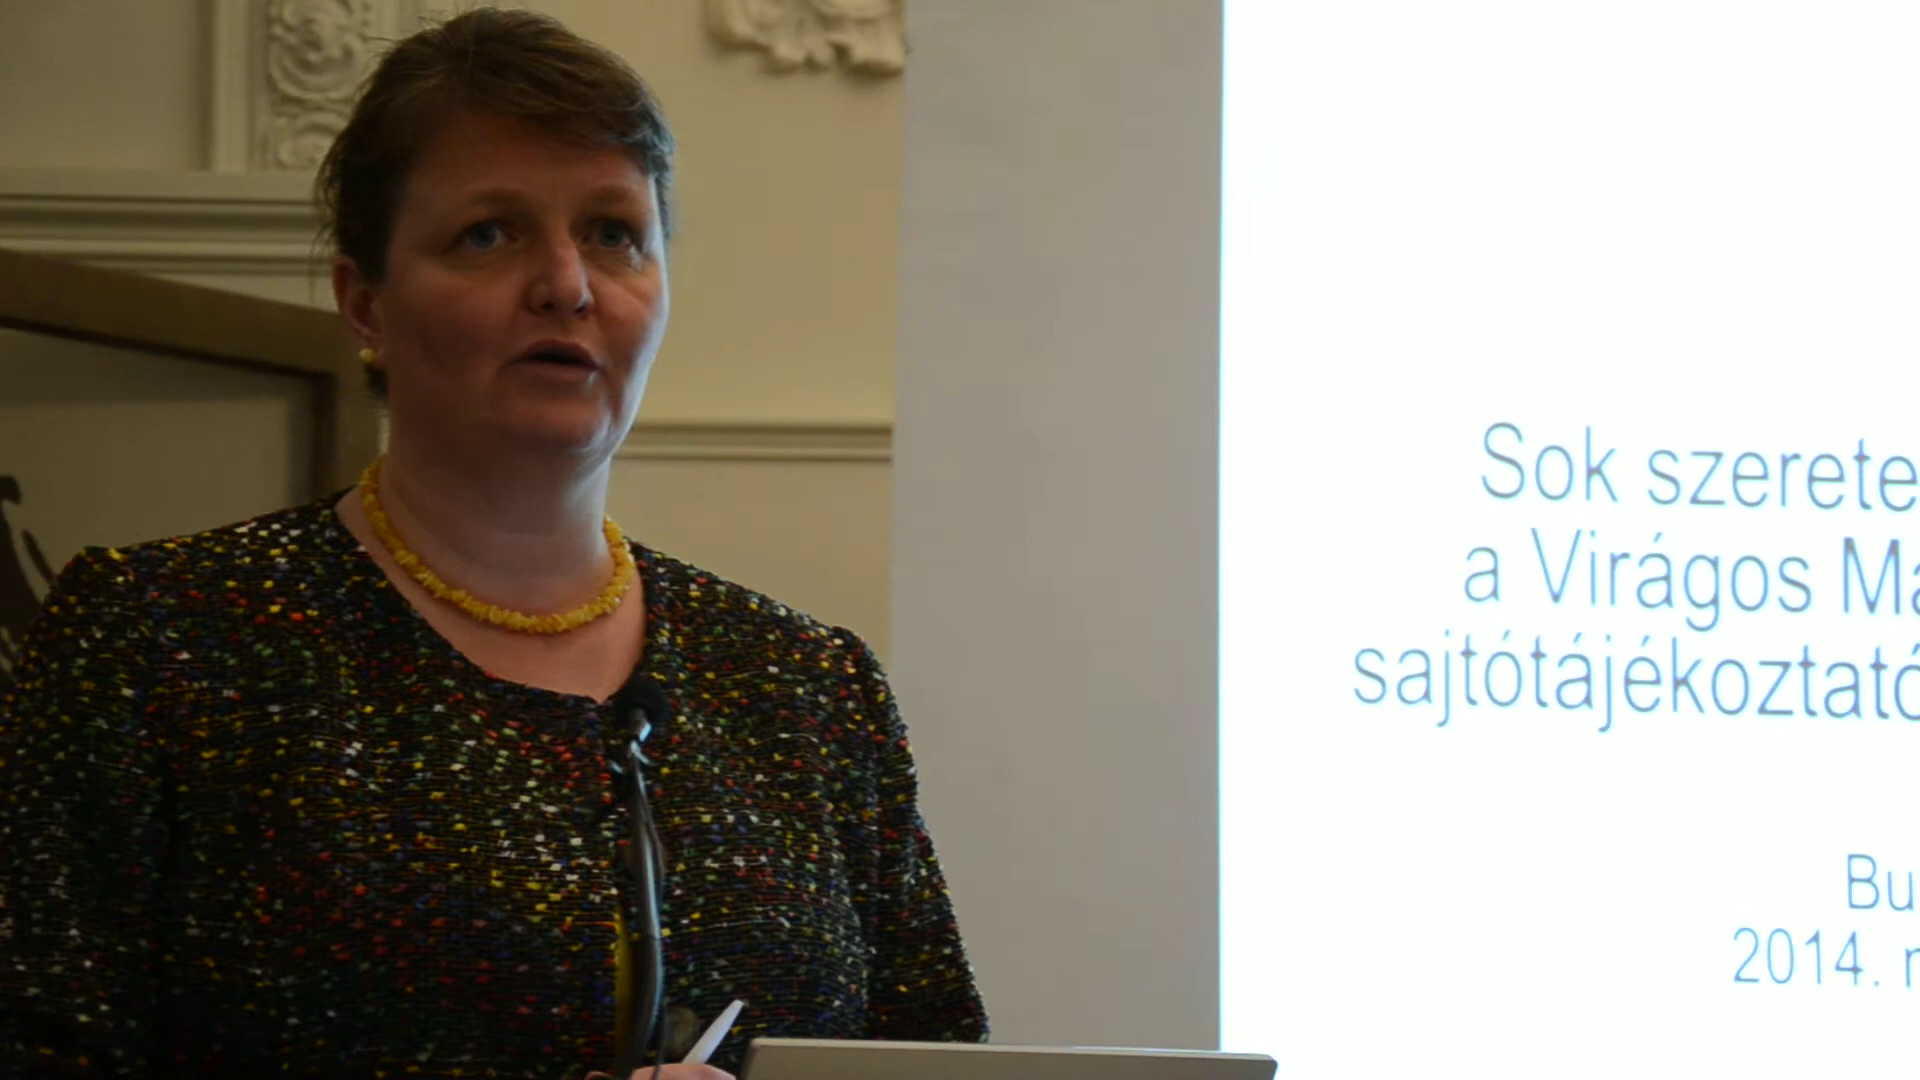 Sok szerete
a Virágos Ma
sajtótájékoztató
Bu
2014.